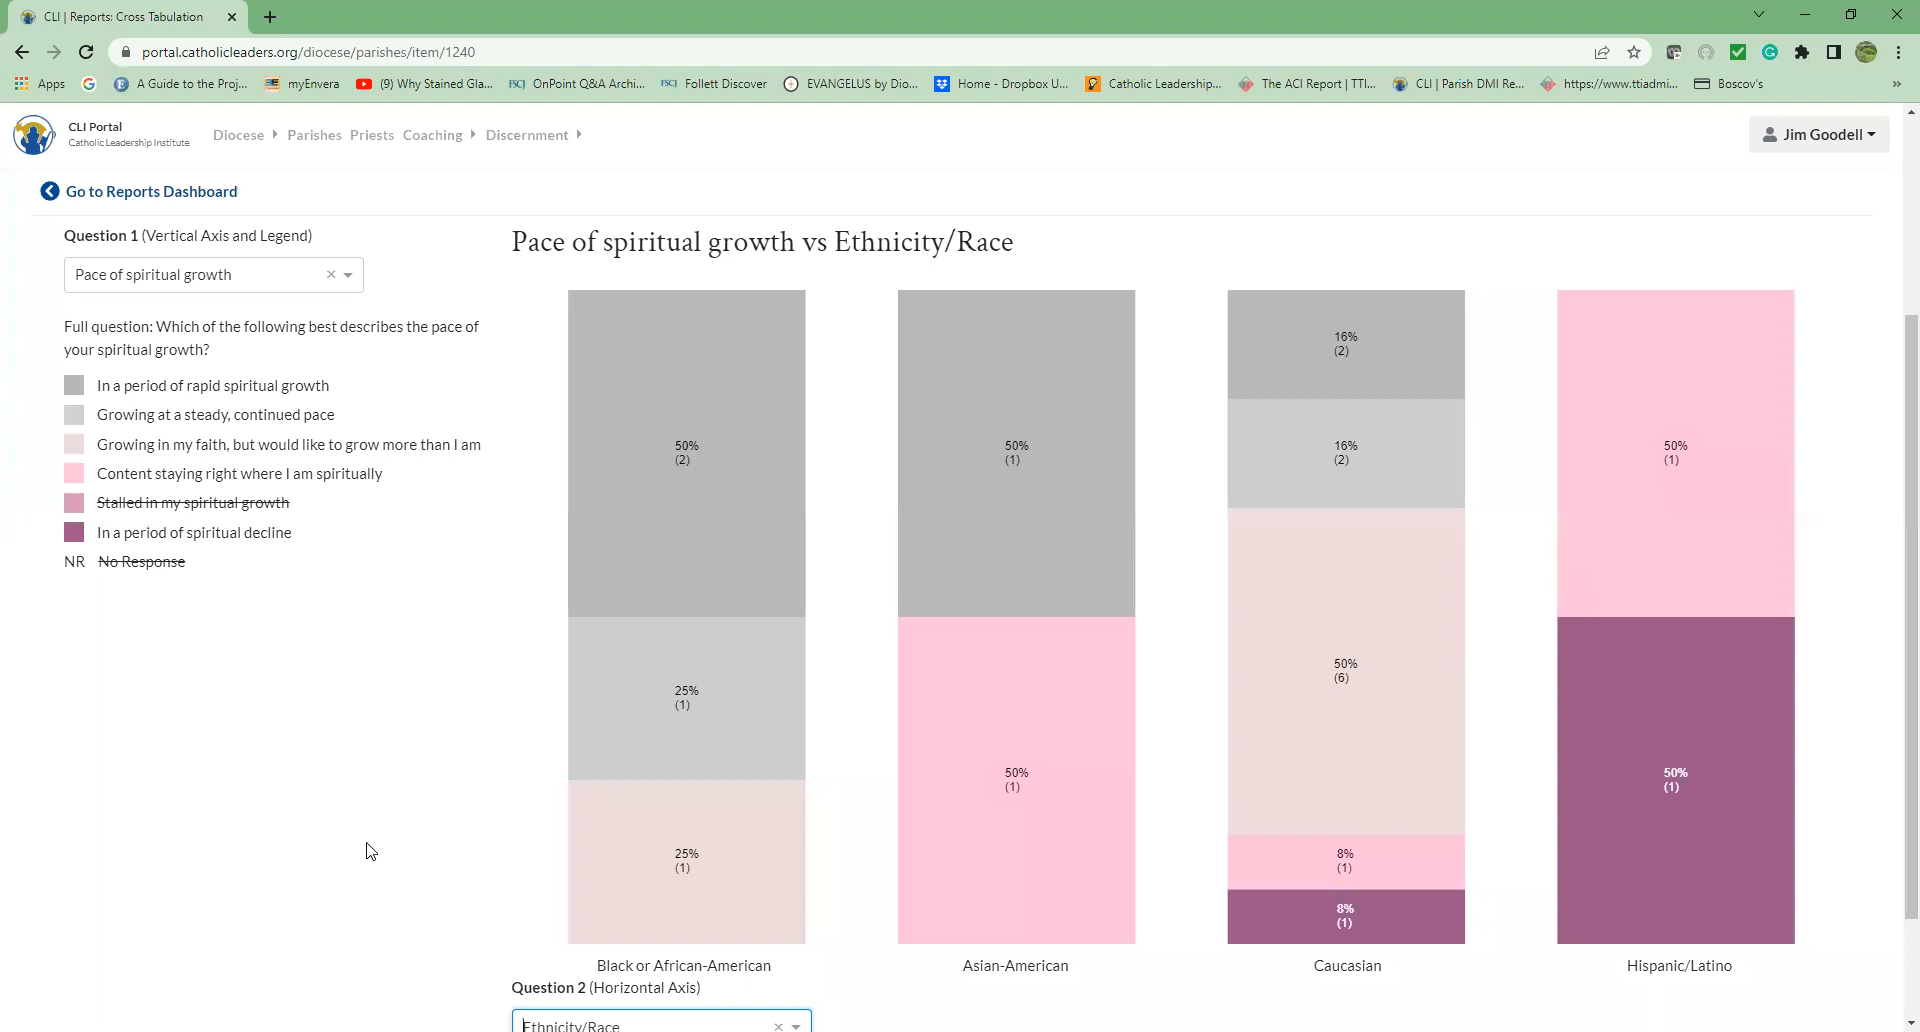 CLI | Reports: Cross Tabulation
portal.catholicleaders.org/diocese/parishes/item/1240
Apps
A Guide to the Proj...
myEnvera
(9) Why Stained Gla...
FSCJ OnPoint Q&A Archi...
FSCJ Follett Discover
EVANGELUS by Dio...
Home - Dropbox U...
Catholic Leadership...
The ACI Report | TTI...
CLI | Parish DMI Re...
https://www.ttiadmi...
Boscov's
»
CLI Portal
Catholic Leadership Institute
Diocese
Parishes
Priests
Coaching
Discernment
Jim Goodell
Go to Reports Dashboard
Question 1 (Vertical Axis and Legend)
Pace of spiritual growth
Full question: Which of the following best describes the pace of
your spiritual growth?
In a period of rapid spiritual growth
Growing at a steady, continued pace
Growing in my faith, but would like to grow more than I am
Content staying right where I am spiritually
Stalled in my spiritual growth
In a period of spiritual decline
NR No Response
Pace of spiritual growth vs Ethnicity/Race
50%
(2)
25%
(1)
25%
(1)
Black or African-American
50%
(1)
50%
(1)
Asian-American
16%
(2)
16%
(2)
50%
(6)
8%
(1)
8%
(1)
Caucasian
50%
(1)
50%
(1)
Hispanic/Latino
Question 2 (Horizontal Axis)
Ethnicity/Race